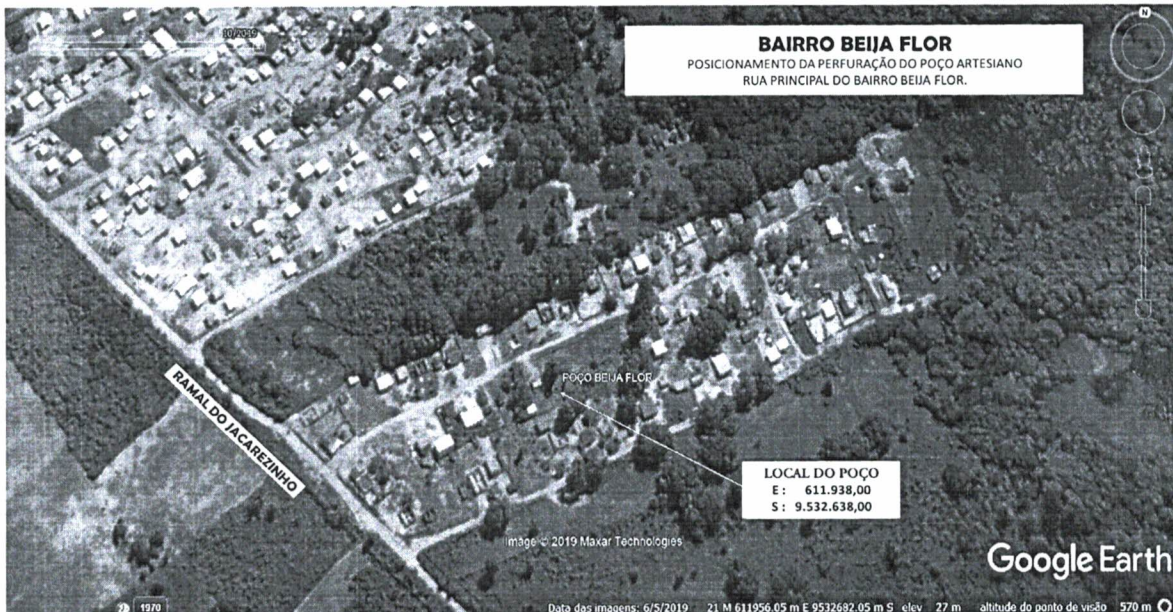 10/2019
BAIRRO BEIJA FLOR
POSICIONAMENTO DA PERFURAÇÃO DO POÇO ARTESIANO
RUA PRINCIPAL DO BAIRRO BEIJA FLOR.
N
POÇO BEIJA FLOR
RAMAL DO JACAREZINHO
LOCAL DO POÇO
E : 611.938,00
S : 9.532.638,00
Image © 2019 Maxar Technologies
Google Earth
1970
Data das imagens: 6/5/2019 21 M 611956.05 m E 9532682.05 m S elev 27 m altitude do ponto de visão 570 m